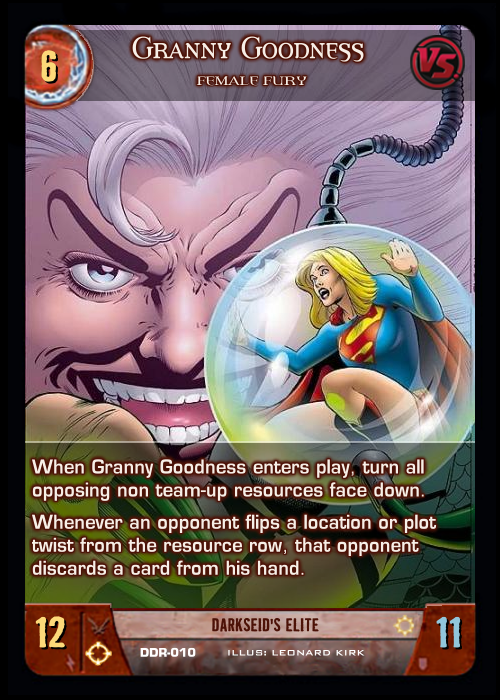 6
GRANNY GOODNESS
VS
FEMALE FURY
When Granny Goodness enters play, turn all
opposing non team-up resources face down.
Whenever an opponent flips a location or plot
twist from the resource row, that opponent
discards a card from his hand.
12
DARKSEID'S ELITE
11
DDR-010 ILLUS: LEONARD KIRK